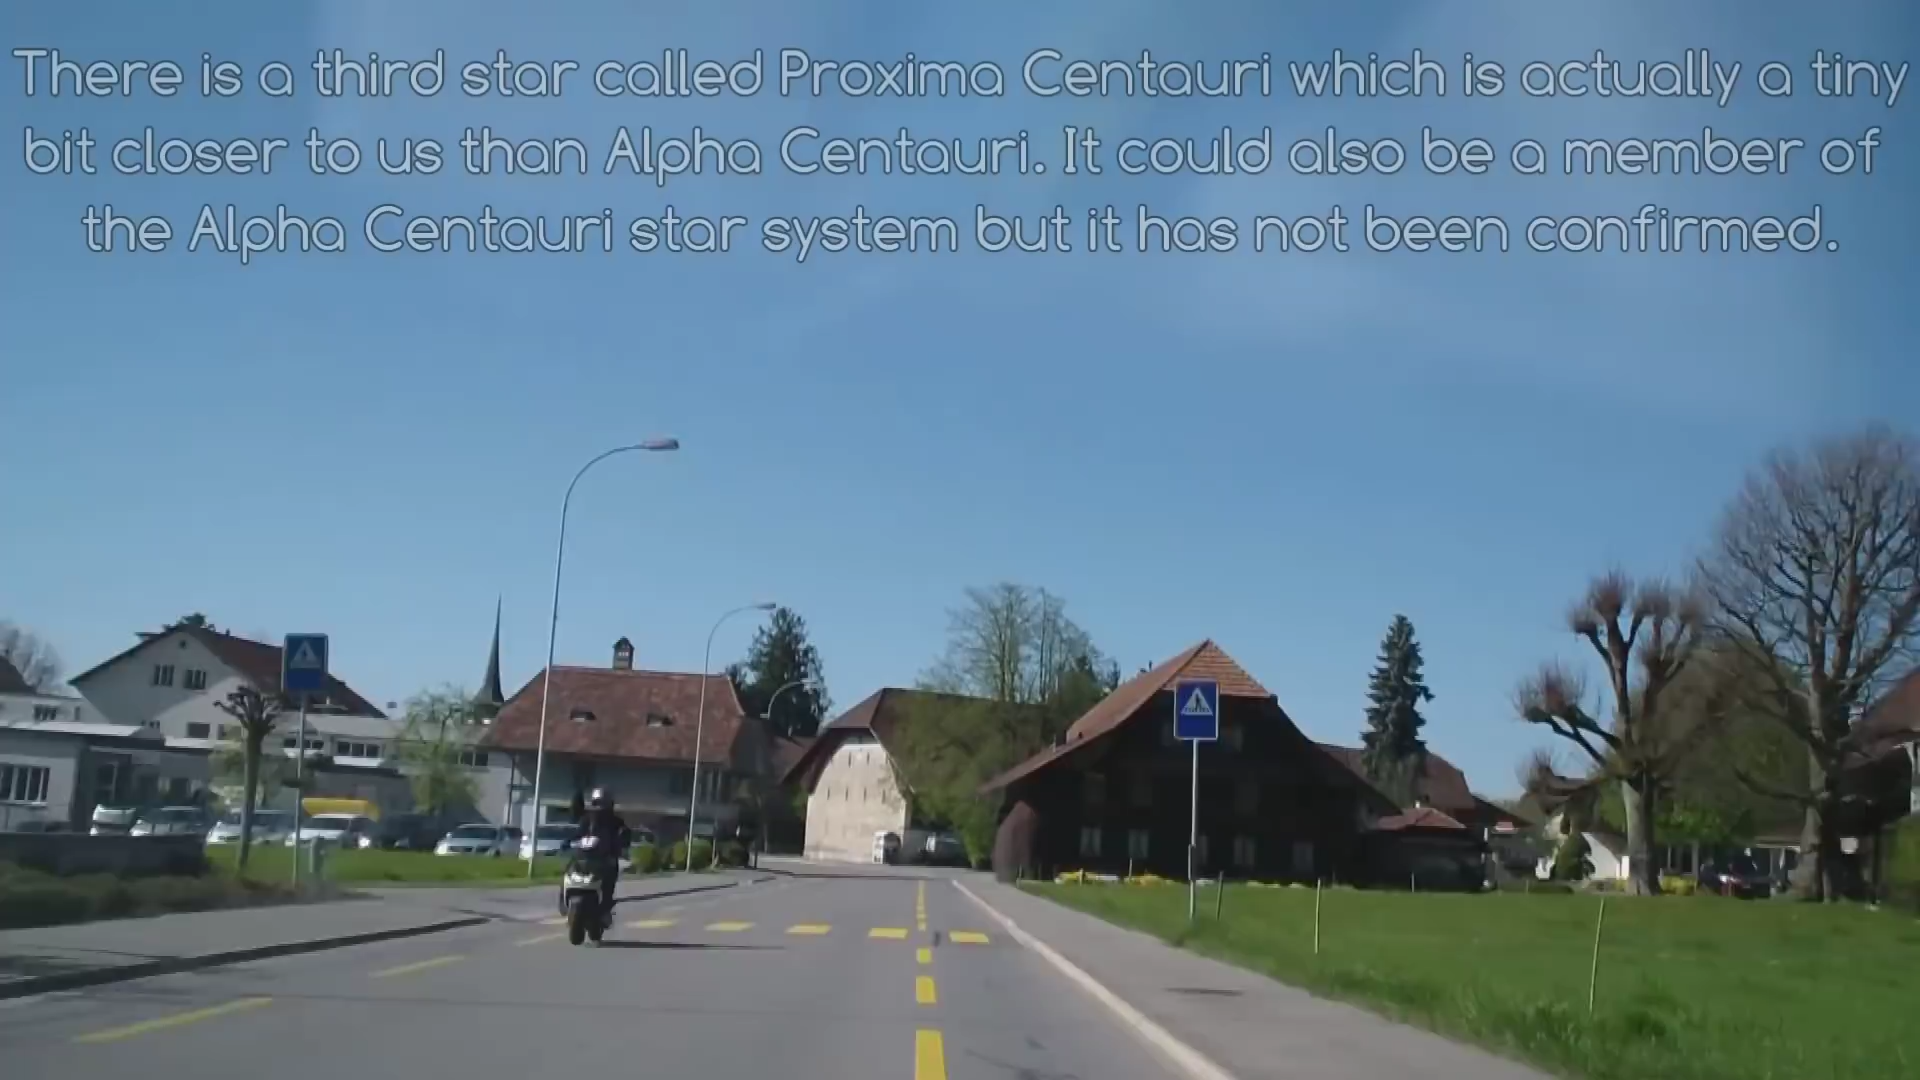 There is a third star called Proxima Centauri which is actually a tiny
bit closer to us than Alpha Centauri. It could also be a member of
the Alpha Centauri star system but it has not been confirmed.